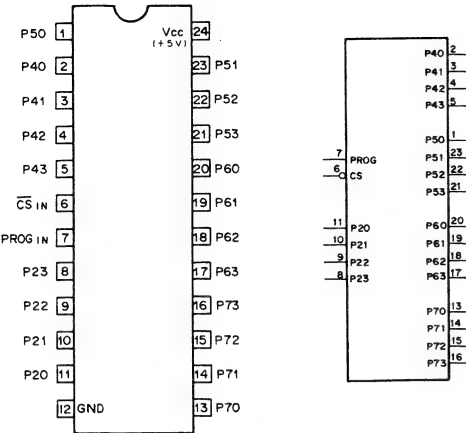 P50 1 Vcc 24
(+5V)
P40 2 23 P51
P41 3 22 P52
P42 4 21 P53
P43 5 20 P60
CS IN 6 19 P61
PROG IN 7 18 P62
P23 8 17 P63
P22 9 16 P73
P21 10 15 P72
P20 11 14 P71
12 GND 13 P70
P40 2
P41 3
P42 4
P43 5
P50 1
7 PROG P51 23
6 CS P52 22
P53 21
11 P20 P60 20
10 P21 P61 19
9 P22 P62 18
8 P23 P63 17
P70 13
P71 14
P72 15
P73 16